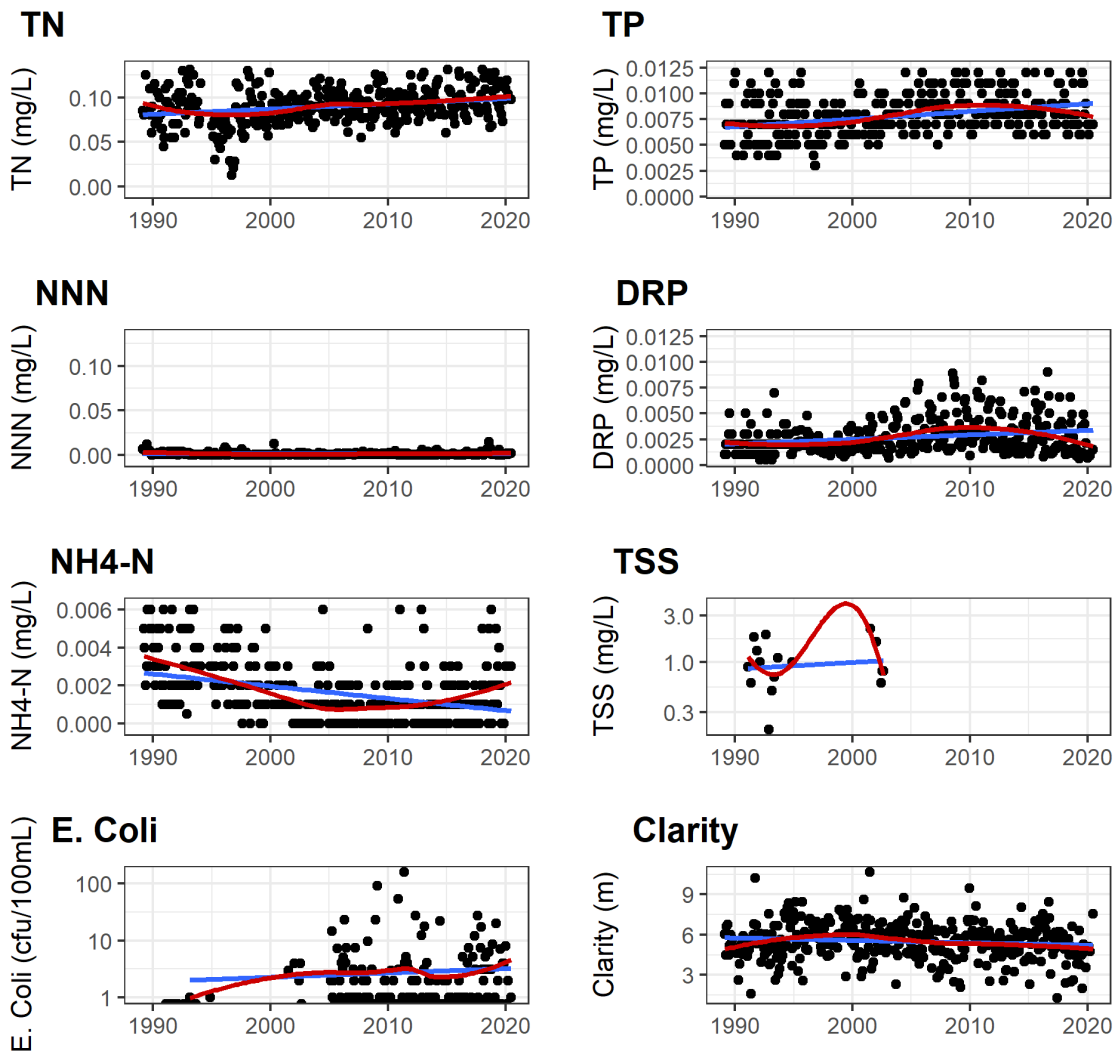 TN
TN (mg/L)
0.10
0.05
0.00
1990 2000 2010 2020
TP
TP (mg/L)
0.0125
0.0100
0.0075
0.0050
0.0025
0.0000
1990 2000 2010 2020
NNN
NNN (mg/L)
0.10
0.05
0.00
1990 2000 2010 2020
DRP
DRP (mg/L)
0.0125
0.0100
0.0075
0.0050
0.0025
0.0000
1990 2000 2010 2020
NH4-N
NH4-N (mg/L)
0.006
0.004
0.002
0.000
1990 2000 2010 2020
TSS
TSS (mg/L)
3.0
1.0
0.3
1990 2000 2010 2020
E. Coli
E. Coli (cfu/100mL)
100
10
1
1990 2000 2010 2020
Clarity
Clarity (m)
9
6
3
1990 2000 2010 2020